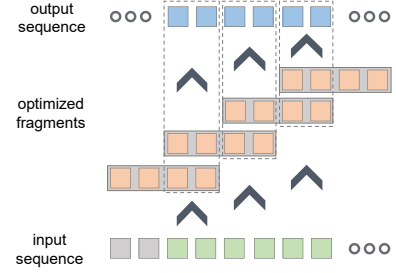 output
sequence
optimized
fragments
input
sequence